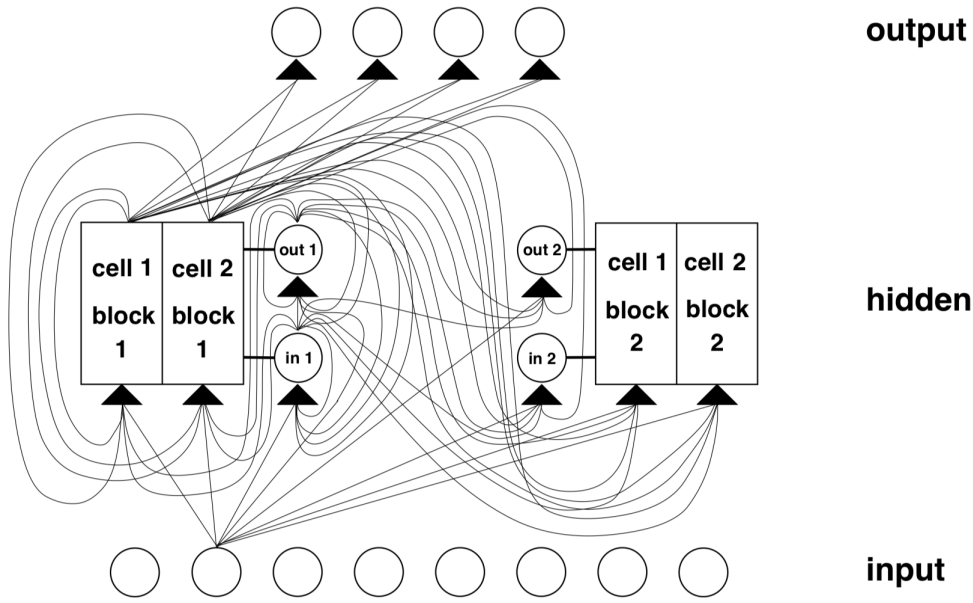 output
out 1
out 2
cell 1
block
1
cell 2
block
1
cell 1
block
2
cell 2
block
2
hidden
in 1
in 2
input